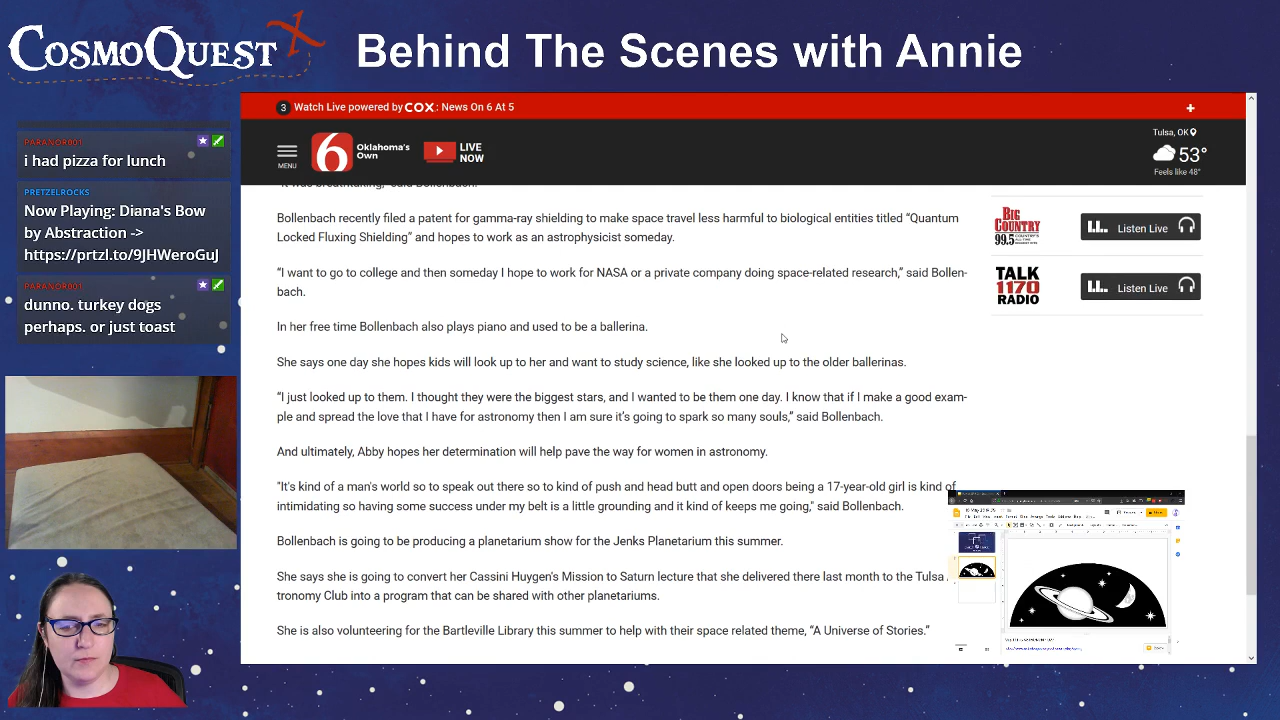 COSMOQUEST X
Behind The Scenes with Annie
PARANOR001
i had pizza for lunch
PRETZELROCKS
Now Playing: Diana's Bow
by Abstraction ->
https://prtzl.to/9JHWeroGuJ
PARANOR001
dunno. turkey dogs
perhaps. or just toast
3 Watch Live powered by COX: News On 6 At 5
+
MENU
6 Oklahoma's
Own
LIVE
NOW
Tulsa, OK
53°
Feels like 48°
"It was breathtaking," said Bollenbach.
Bollenbach recently filed a patent for gamma-ray shielding to make space travel less harmful to biological entities titled “Quantum
Locked Fluxing Shielding” and hopes to work as an astrophysicist someday.
“I want to go to college and then someday I hope to work for NASA or a private company doing space-related research,” said Bollen-
bach.
In her free time Bollenbach also plays piano and used to be a ballerina.
She says one day she hopes kids will look up to her and want to study science, like she looked up to the older ballerinas.
“I just looked up to them. I thought they were the biggest stars, and I wanted to be them one day. I know that if I make a good exam-
ple and spread the love that I have for astronomy then I am sure it’s going to spark so many souls,” said Bollenbach.
And ultimately, Abby hopes her determination will help pave the way for women in astronomy.
"It's kind of a man's world so to speak out there so to kind of push and head butt and open doors being a 17-year-old girl is kind of
intimidating so having some success under my belt is a little grounding and it kind of keeps me going," said Bollenbach.
Bollenbach is going to be producing a planetarium show for the Jenks Planetarium this summer.
She says she is going to convert her Cassini Huygen's Mission to Saturn lecture that she delivered there last month to the Tulsa
tronomy Club into a program that can be shared with other planetariums.
She is also volunteering for the Bartleville Library this summer to help with their space related theme, “A Universe of Stories.”
BIG
COUNTRY
99.5
Listen Live
TALK
1170
RADIO
Listen Live